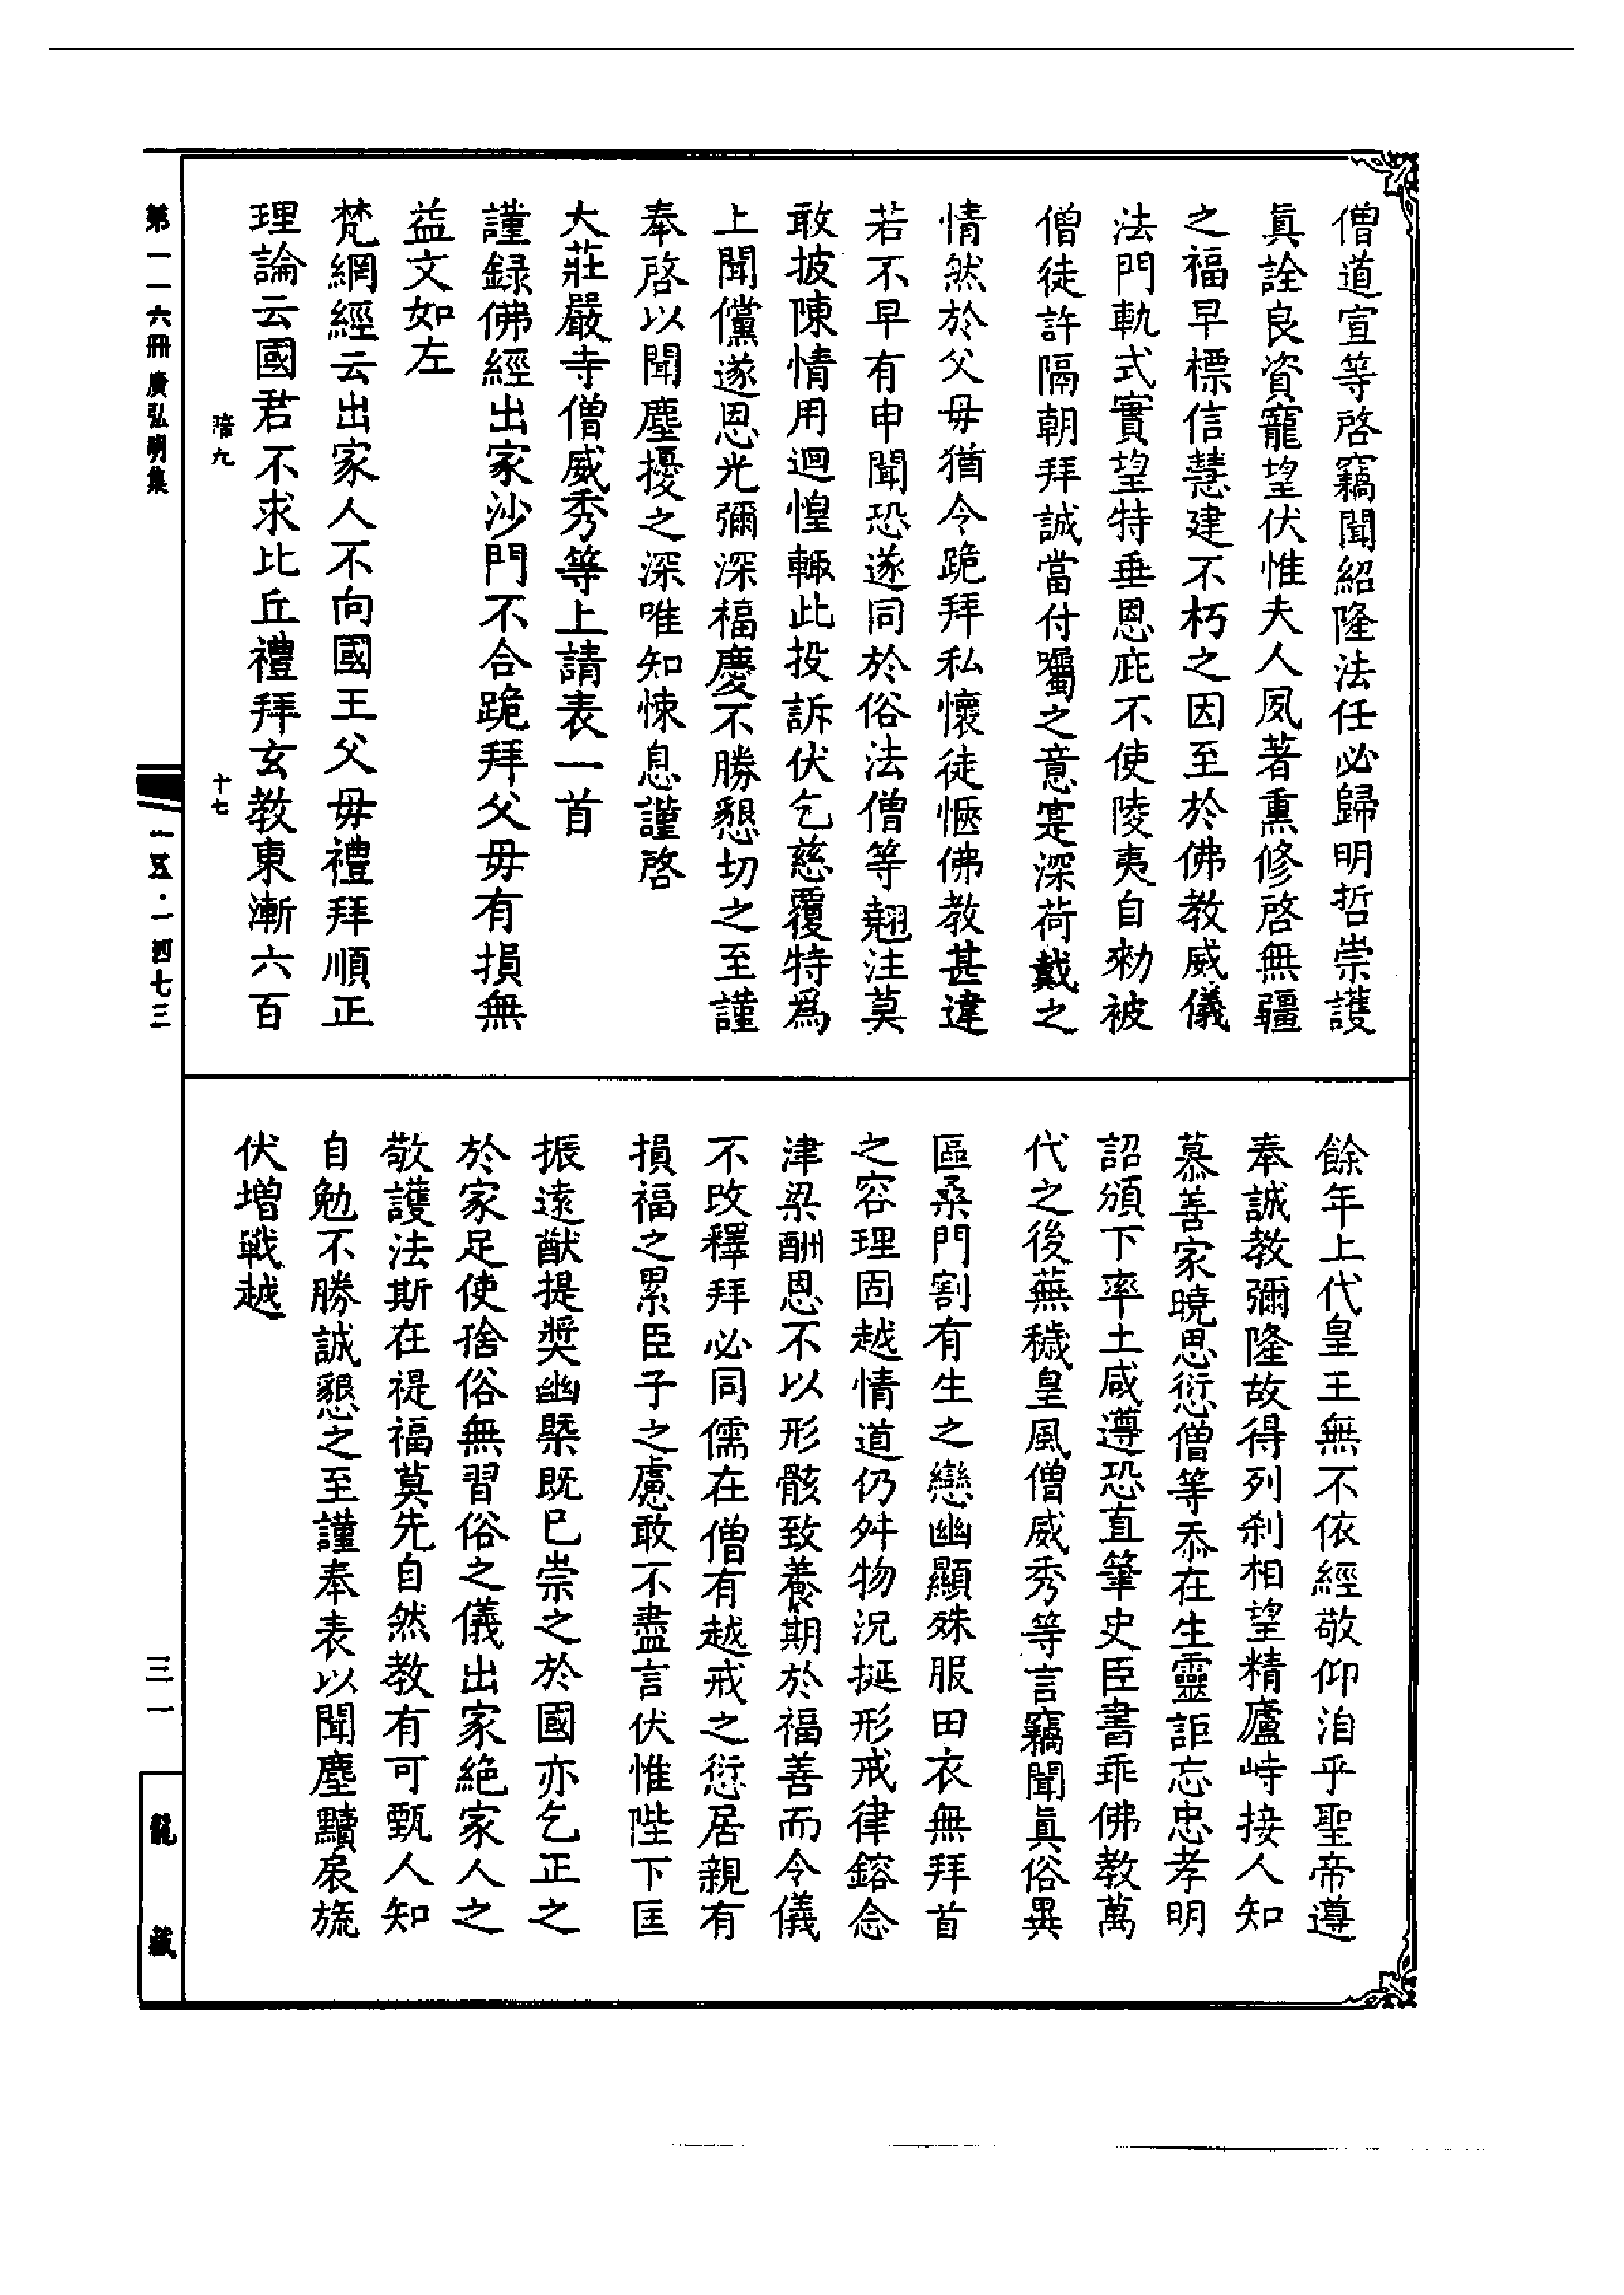 僧道宣等啓竊聞紹隆法任必歸明哲崇護
眞詮良資寵望伏惟夫人夙著熏修啓無疆
之福早標信慧建不朽之因至於佛教威儀
法門軌式實望特垂恩庇不使陵夷自勑被
僧徒許隔朝拜誠當付囑之意寔深荷戴之
情然於父毋猶令跪拜私懷徒愜佛教甚違
若不早有申聞恐遂同於俗法僧等翹注莫
敢披陳情用迴惶輙此投訴伏乞慈覆特爲
上聞儻遂恩光彌深福慶不勝懇切之至謹
奉啓以聞塵擾之深唯知悚息謹啓
大莊嚴寺僧威秀等上請表一首
謹録佛經出家沙門不合跪拜父毋有損無
益文如左
梵網經云出家人不向國王父毋禮拜順正
理論云國君不求比丘禮拜玄教東漸六百
餘年上代皇王無不依經敬仰洎乎聖帝遵
奉誠教彌隆故得列刹相望精廬峙接人知
慕善家曉思愆僧等忝在生靈詎忘忠孝明
詔頒下率土咸遵恐直筆史臣書乖佛教萬
代之後蕪穢皇風僧威秀等言竊聞眞俗異
區桑門割有生之戀幽顯殊服田衣無拜首
之容理固越情道仍舛物況挻形戒律鎔念
津梁酬恩不以形骸致養期於福善而令儀
不改釋拜必同儒在僧有越戒之愆居親有
損福之累臣子之慮敢不盡言伏惟陛下匡
振遠猷提奬幽槩既已崇之於國亦乞正之
於家足使捨俗無習俗之儀出家絶家人之
敬護法斯在禔福莫先自然教有可甄人知
自勉不勝誠懇之至謹奉表以聞塵黷扆旒
伏增戰越
第一一六冊 廣弘明集
十七
一五·一四七三
三一
龍藏